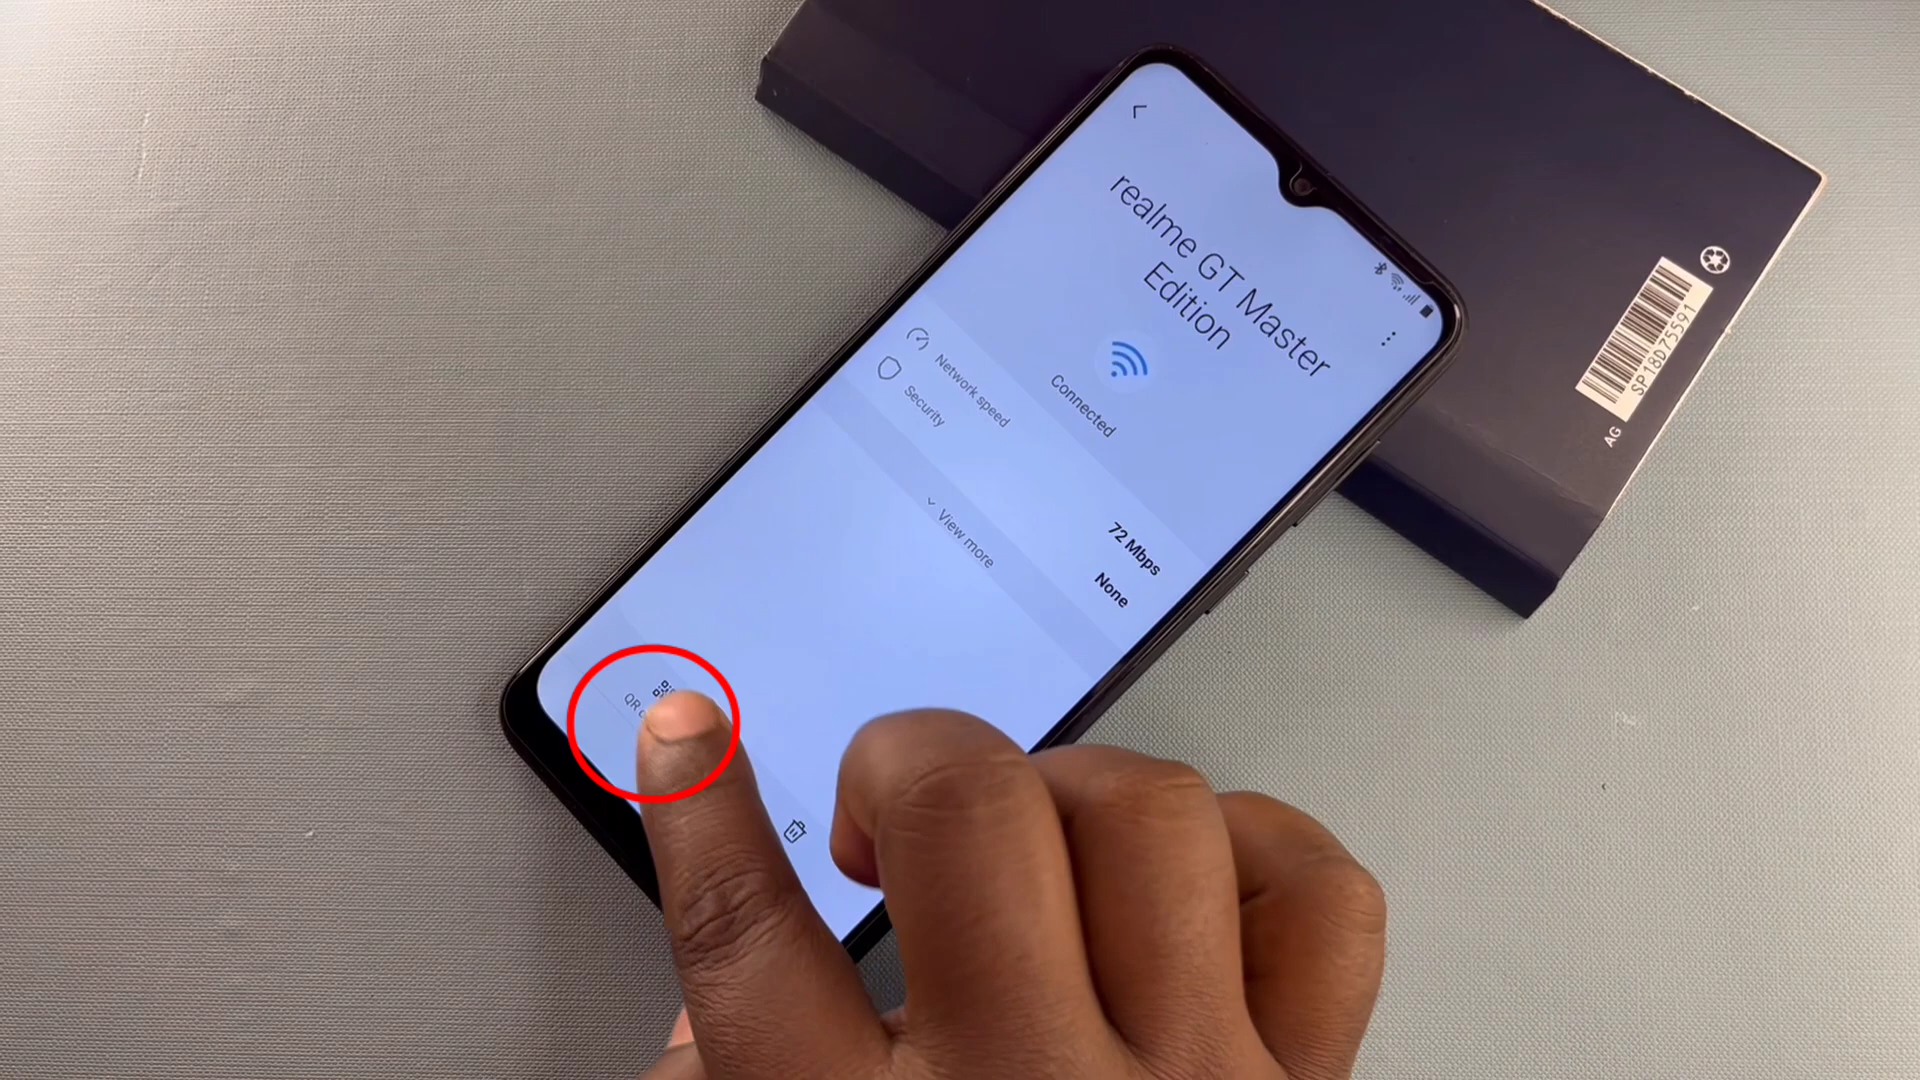 realme GT Master
Edition
Connected
Network speed
72 Mbps
Security
None
View more
QR
SP18D75591
AG